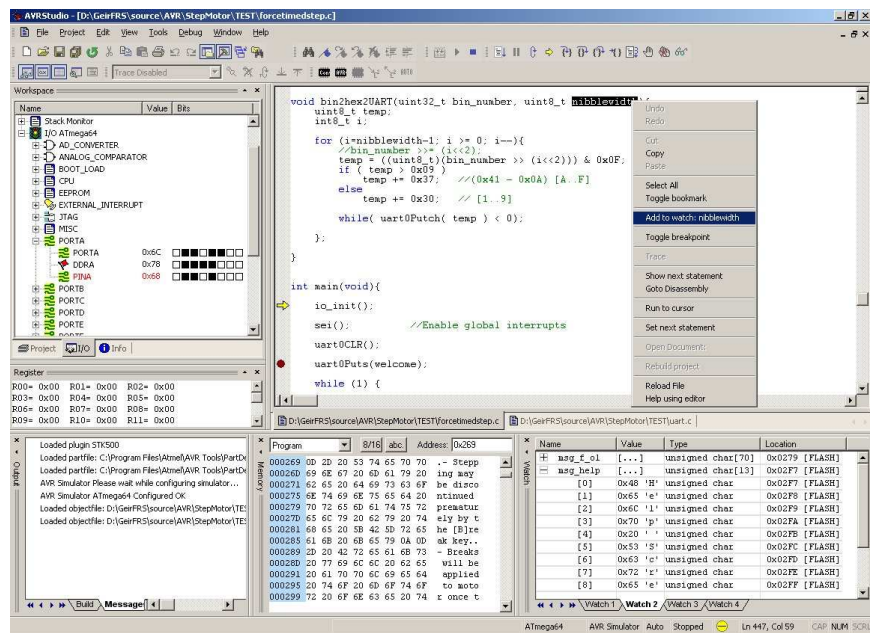 AVRStudio - [D:\GeirFRS\source\AVR\StepMotor\TEST\forcetimedstep.c]
File Project Edit View Tools Debug Window Help
Trace Disabled
Workspace
Name Value Bits
Stack Monitor
I/O ATmega64
AD_CONVERTER
ANALOG_COMPARATOR
BOOT_LOAD
CPU
EEPROM
EXTERNAL_INTERRUPT
JTAG
MISC
PORTA
PORTA 0x6C
DDRA 0x78
PINA 0x68
PORTB
PORTC
PORTD
PORTE
Project I/O Info
Register
R00= 0x00 R01= 0x00 R02= 0x00
R03= 0x00 R04= 0x00 R05= 0x00
R06= 0x00 R07= 0x00 R08= 0x00
R09= 0x00 R10= 0x00 R11= 0x00
void bin2hex2UART(uint32_t bin_number, uint8_t nibblewidth){
uint8_t temp;
int8_t i;
for (i=nibblewidth-1; i >= 0; i--){
//bin_number >>= (i<<2);
temp = ((uint8_t)(bin_number >> (i<<2))) & 0x0F;
if ( temp > 0x09 )
temp += 0x37; //(0x41 - 0x0A) [A..F]
else
temp += 0x30; // [1..9]
while( uart0Putch( temp ) < 0);
};
}
int main(void){
io_init();
sei(); //Enable global interrupts
uart0CLR();
uart0Puts(welcome);
while (1) {
Undo
Redo
Cut
Copy
Paste
Select All
Toggle bookmark
Add to watch: nibblewidth
Toggle breakpoint
Trace
Show next statement
Goto Disassembly
Run to cursor
Set next statement
Open Document:
Rebuild project
Reload File
Help using editor
D:\GeirFRS\source\AVR\StepMotor\TEST\forcetimedstep.c D:\GeirFRS\source\AVR\StepMotor\TEST\uart.c
Output
Loaded plugin STK500
Loaded partfile: C:\Program Files\Atmel\AVR Tools\PartDe
Loaded partfile: C:\Program Files\Atmel\AVR Tools\PartDe
AVR Simulator Please wait while configuring simulator...
AVR Simulator ATmega64 Configured OK
Loaded objectfile: D:\GeirFRS\source\AVR\StepMotor\TE
Loaded objectfile: D:\GeirFRS\source\AVR\StepMotor\TE
Build Message
Memory
Program 8/16 abc. Address: 0x269
000269 0D 2D 20 53 74 65 70 70 .- Stepp
00026D 69 6E 67 20 6D 61 79 20 ing may
000271 62 65 20 64 69 73 63 6F be disco
000275 6E 74 69 6E 75 65 64 20 ntinued
000279 70 72 65 6D 61 74 75 72 prematur
00027D 65 6C 79 20 62 79 20 74 ely by t
000281 68 65 20 5B 42 5D 72 65 he [B]re
000285 61 6B 20 6B 65 79 0A 0D ak key..
000289 2D 20 42 72 65 61 6B 73 - Breaks
00028D 20 77 69 6C 6C 20 62 65 will be
000291 20 61 70 70 6C 69 65 64 applied
000295 20 74 6F 20 6D 6F 74 6F to moto
000299 72 20 6F 6E 63 65 20 74 r once t
Watch
Name Value Type Location
msg_f_ol [...] unsigned char[70] 0x0279 [FLASH]
msg_help [...] unsigned char[13] 0x02F7 [FLASH]
[0] 0x48 'H' unsigned char 0x02F7 [FLASH]
[1] 0x65 'e' unsigned char 0x02F8 [FLASH]
[2] 0x6C 'l' unsigned char 0x02F9 [FLASH]
[3] 0x70 'p' unsigned char 0x02FA [FLASH]
[4] 0x20 ' ' unsigned char 0x02FB [FLASH]
[5] 0x53 'S' unsigned char 0x02FC [FLASH]
[6] 0x63 'c' unsigned char 0x02FD [FLASH]
[7] 0x72 'r' unsigned char 0x02FE [FLASH]
[8] 0x65 'e' unsigned char 0x02FF [FLASH]
Watch 1 Watch 2 Watch 3 Watch 4
ATmega64 AVR Simulator Auto Stopped Ln 447, Col 59 CAP NUM SCRL